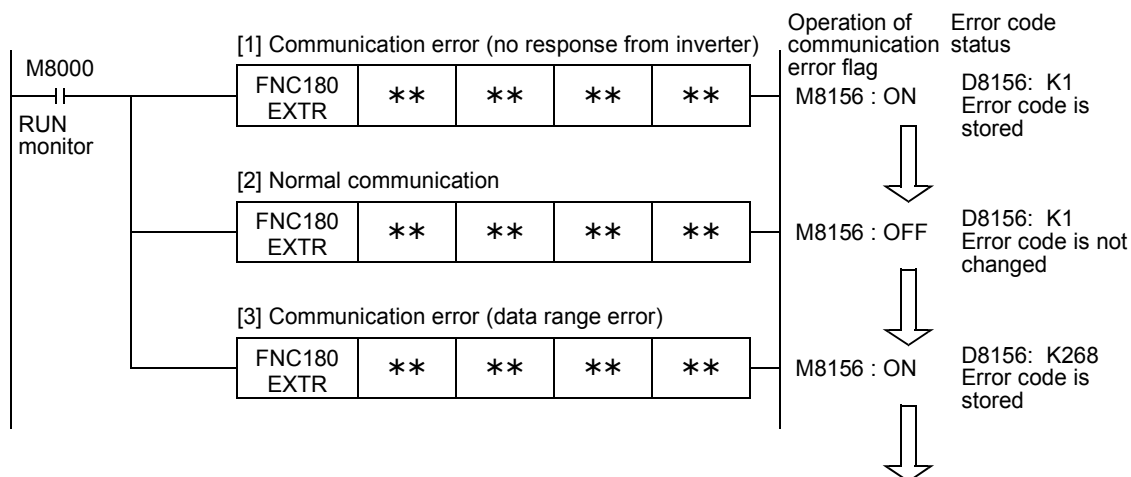 Operation of communication error flag
Error code status
[1] Communication error (no response from inverter)
M8000
RUN monitor
FNC180 EXTR
∗∗
∗∗
∗∗
∗∗
M8156 : ON
D8156: K1
Error code is stored
[2] Normal communication
FNC180 EXTR
∗∗
∗∗
∗∗
∗∗
M8156 : OFF
D8156: K1
Error code is not changed
[3] Communication error (data range error)
FNC180 EXTR
∗∗
∗∗
∗∗
∗∗
M8156 : ON
D8156: K268
Error code is stored